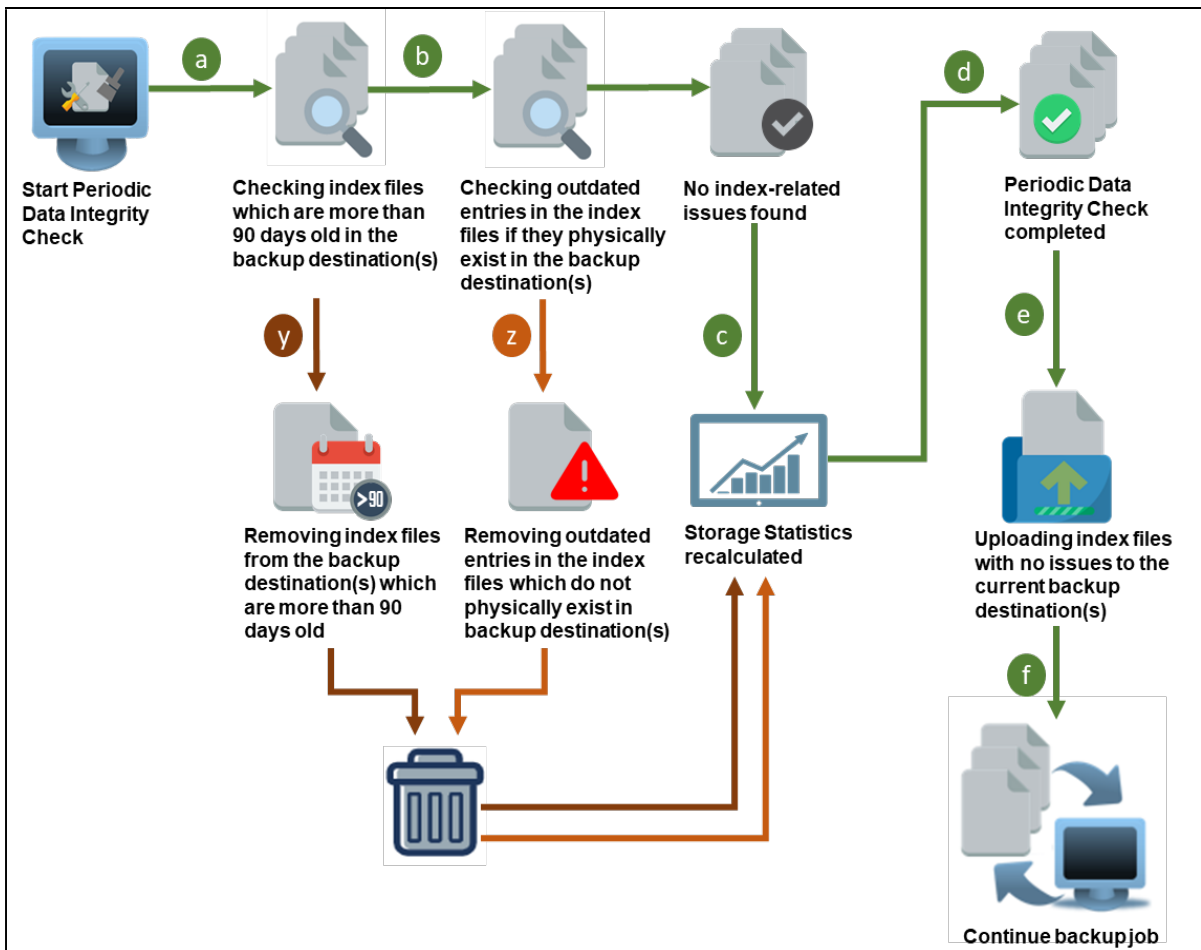 a
b
d
Start Periodic
Data Integrity
Check
Checking index files
which are more than
90 days old in the
backup destination(s)
Checking outdated
entries in the index
files if they physically
exist in the backup
destination(s)
No index-related
issues found
Periodic Data
Integrity Check
completed
y
z
c
e
>90
Removing index files
from the backup
destination(s) which
are more than 90
days old
Removing outdated
entries in the index
files which do not
physically exist in
backup destination(s)
Storage Statistics
recalculated
Uploading index files
with no issues to the
current backup
destination(s)
f
Continue backup job